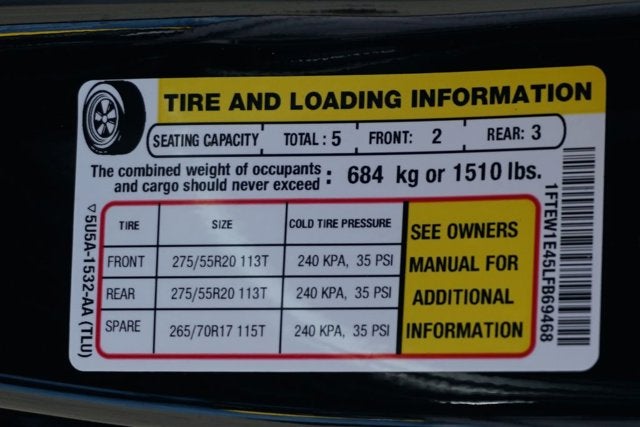 TIRE AND LOADING INFORMATION
SEATING CAPACITY TOTAL : 5 FRONT: 2 REAR: 3
The combined weight of occupants
and cargo should never exceed : 684 kg or 1510 lbs.
TIRE SIZE COLD TIRE PRESSURE
FRONT 275/55R20 113T 240 KPA, 35 PSI
REAR 275/55R20 113T 240 KPA, 35 PSI
SPARE 265/70R17 115T 240 KPA, 35 PSI
SEE OWNERS
MANUAL FOR
ADDITIONAL
INFORMATION
5U5A-1532-AA (TLU)
1FTEW1E45LFB69468